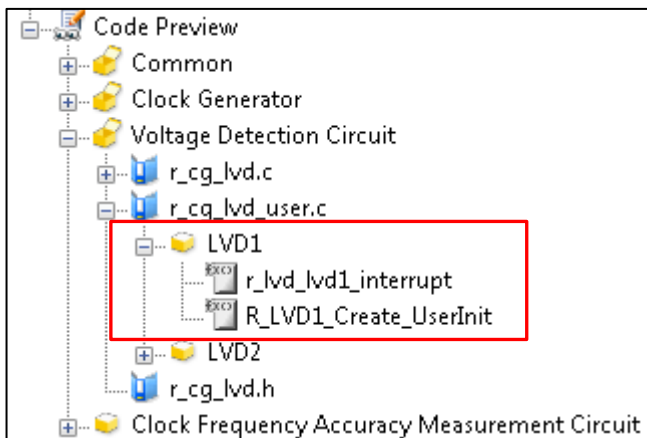 Code Preview
Common
Clock Generator
Voltage Detection Circuit
r_cg_lvd.c
r_cg_lvd_user.c
LVD1
r_lvd_lvd1_interrupt
R_LVD1_Create_UserInit
LVD2
r_cg_lvd.h
Clock Frequency Accuracy Measurement Circuit